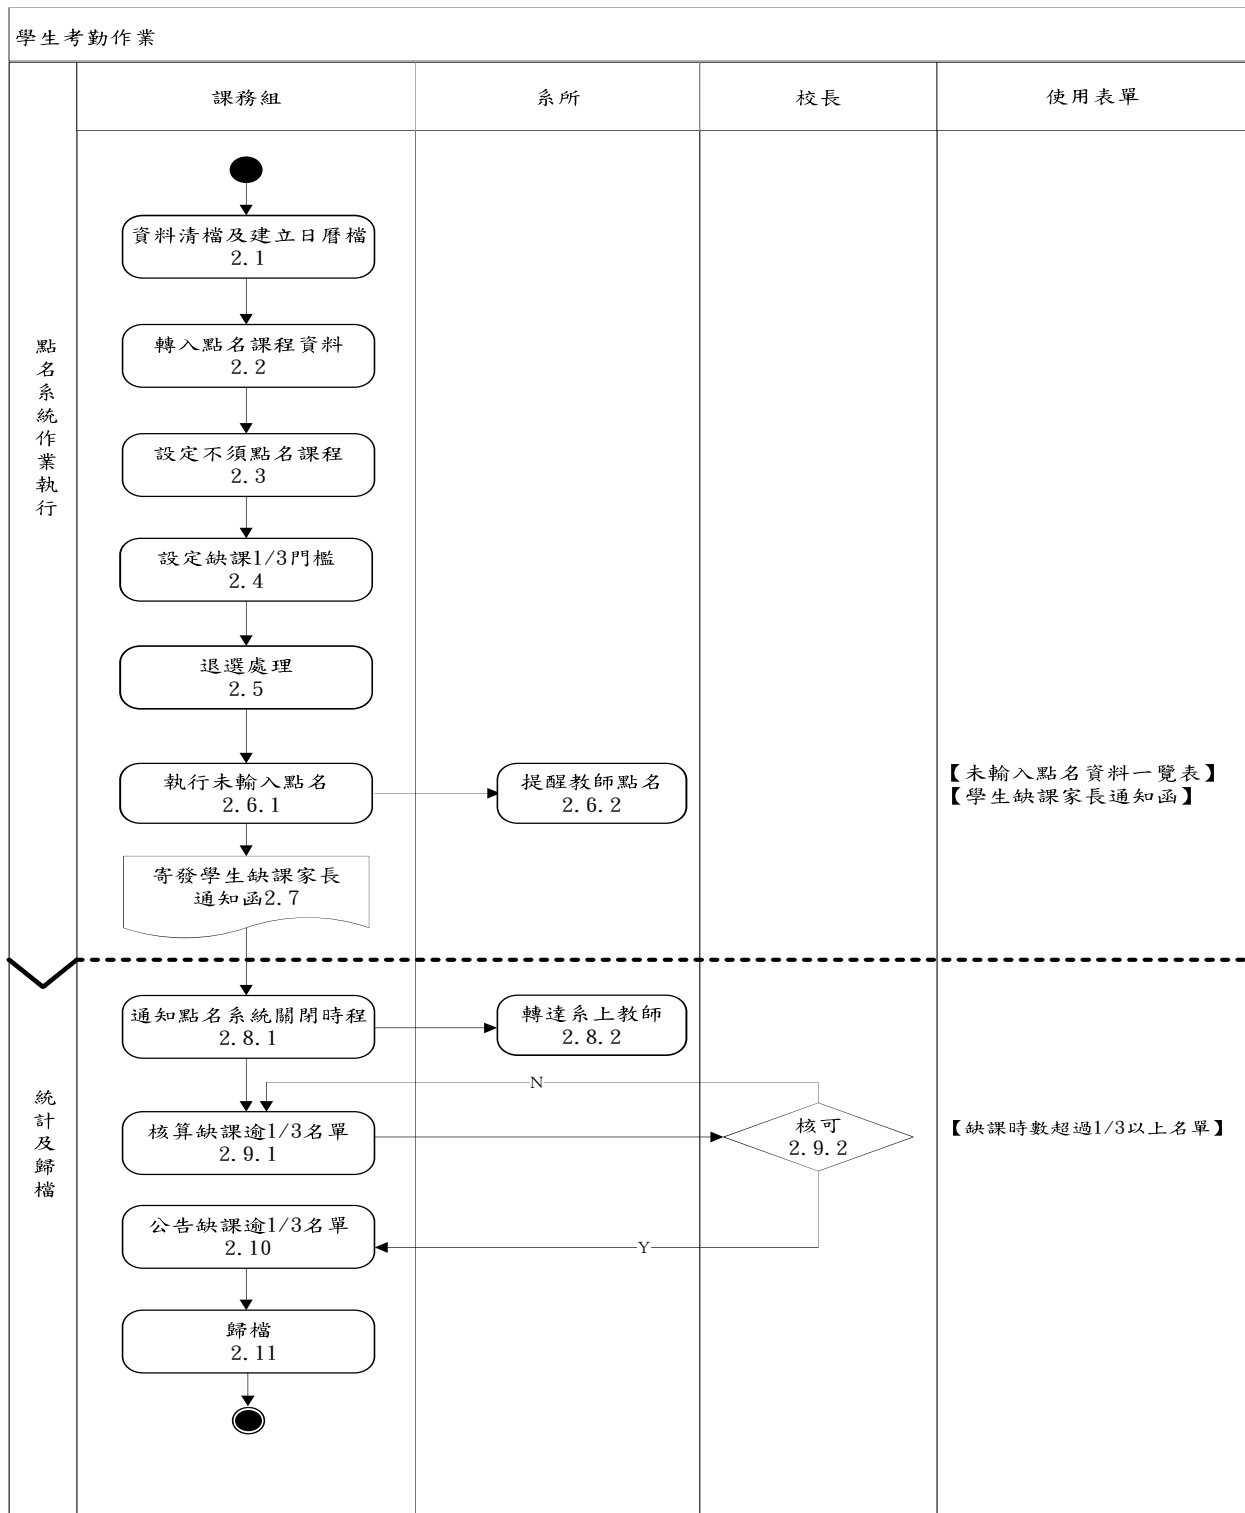 學生考勤作業
課務組
系所
校長
使用表單
點名系統作業執行
資料清檔及建立日曆檔
2.1
轉入點名課程資料
2.2
設定不須點名課程
2.3
設定缺課1/3門檻
2.4
退選處理
2.5
執行未輸入點名
2.6.1
提醒教師點名
2.6.2
【未輸入點名資料一覽表】
【學生缺課家長通知函】
寄發學生缺課家長
通知函2.7
統計及歸檔
通知點名系統關閉時程
2.8.1
轉達系上教師
2.8.2
N
核算缺課逾1/3名單
2.9.1
核可
2.9.2
【缺課時數超過1/3以上名單】
公告缺課逾1/3名單
2.10
Y
歸檔
2.11